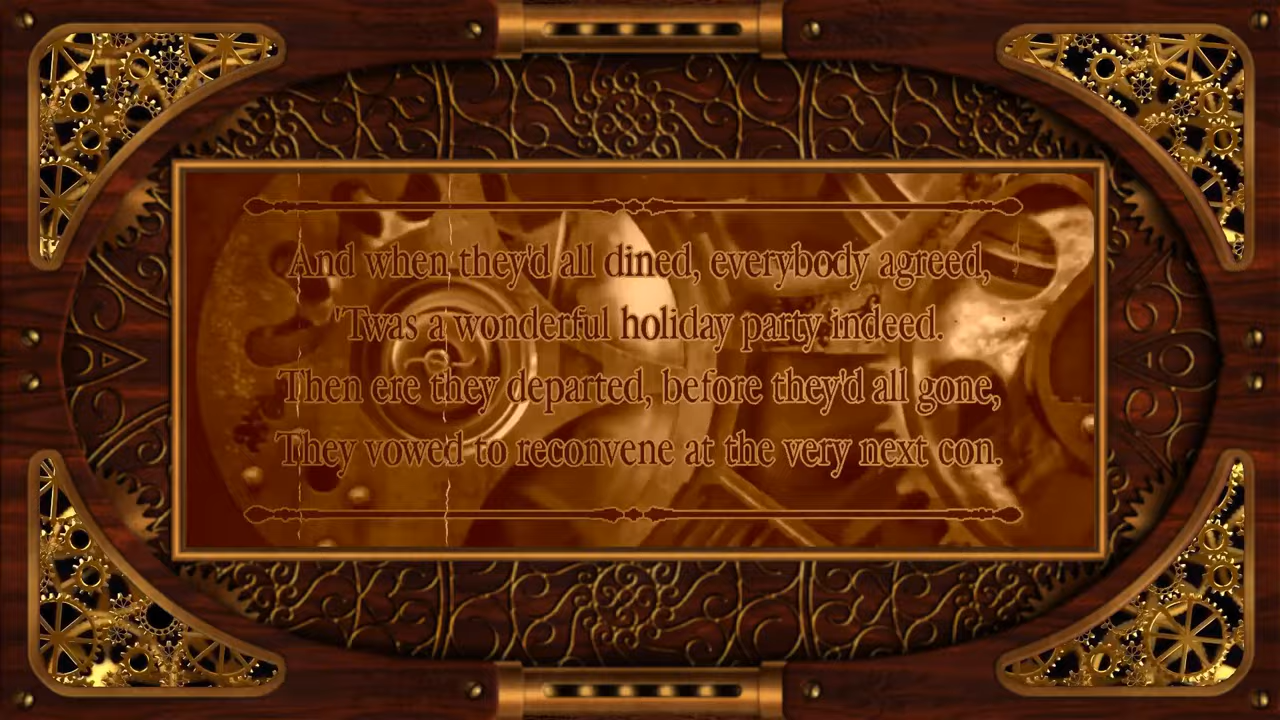 And when they'd all dined, everybody agreed,
'Twas a wonderful holiday party indeed.
Then ere they departed, before they'd all gone,
They vowed to reconvene at the very next con.